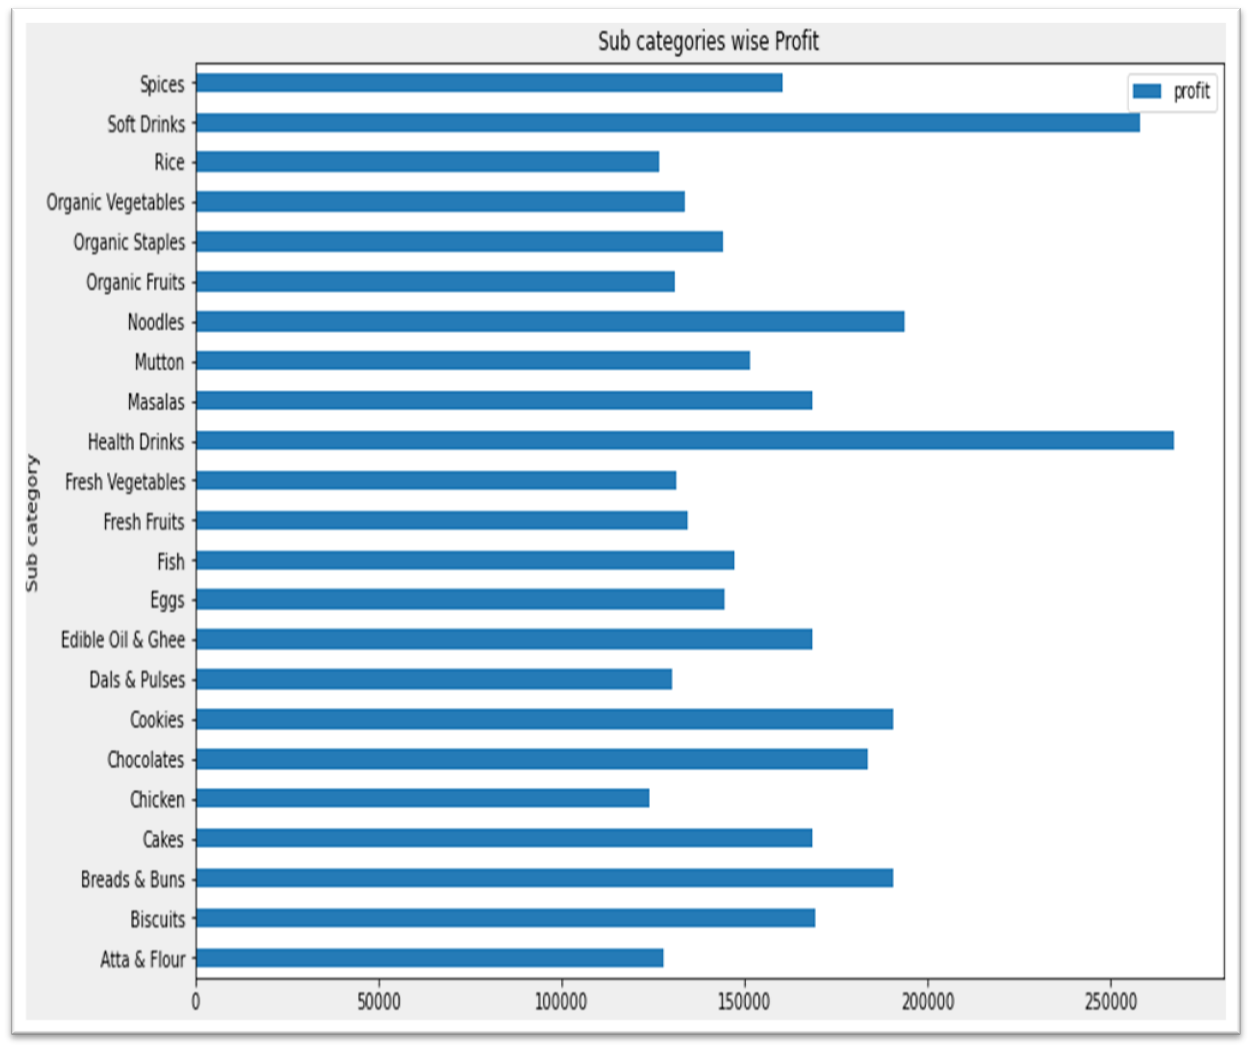 Sub categories wise Profit
profit
Spices
Soft Drinks
Rice
Organic Vegetables
Organic Staples
Organic Fruits
Noodles
Mutton
Masalas
Health Drinks
Fresh Vegetables
Fresh Fruits
Fish
Eggs
Edible Oil & Ghee
Dals & Pulses
Cookies
Chocolates
Chicken
Cakes
Breads & Buns
Biscuits
Atta & Flour
Sub category
0 50000 100000 150000 200000 250000